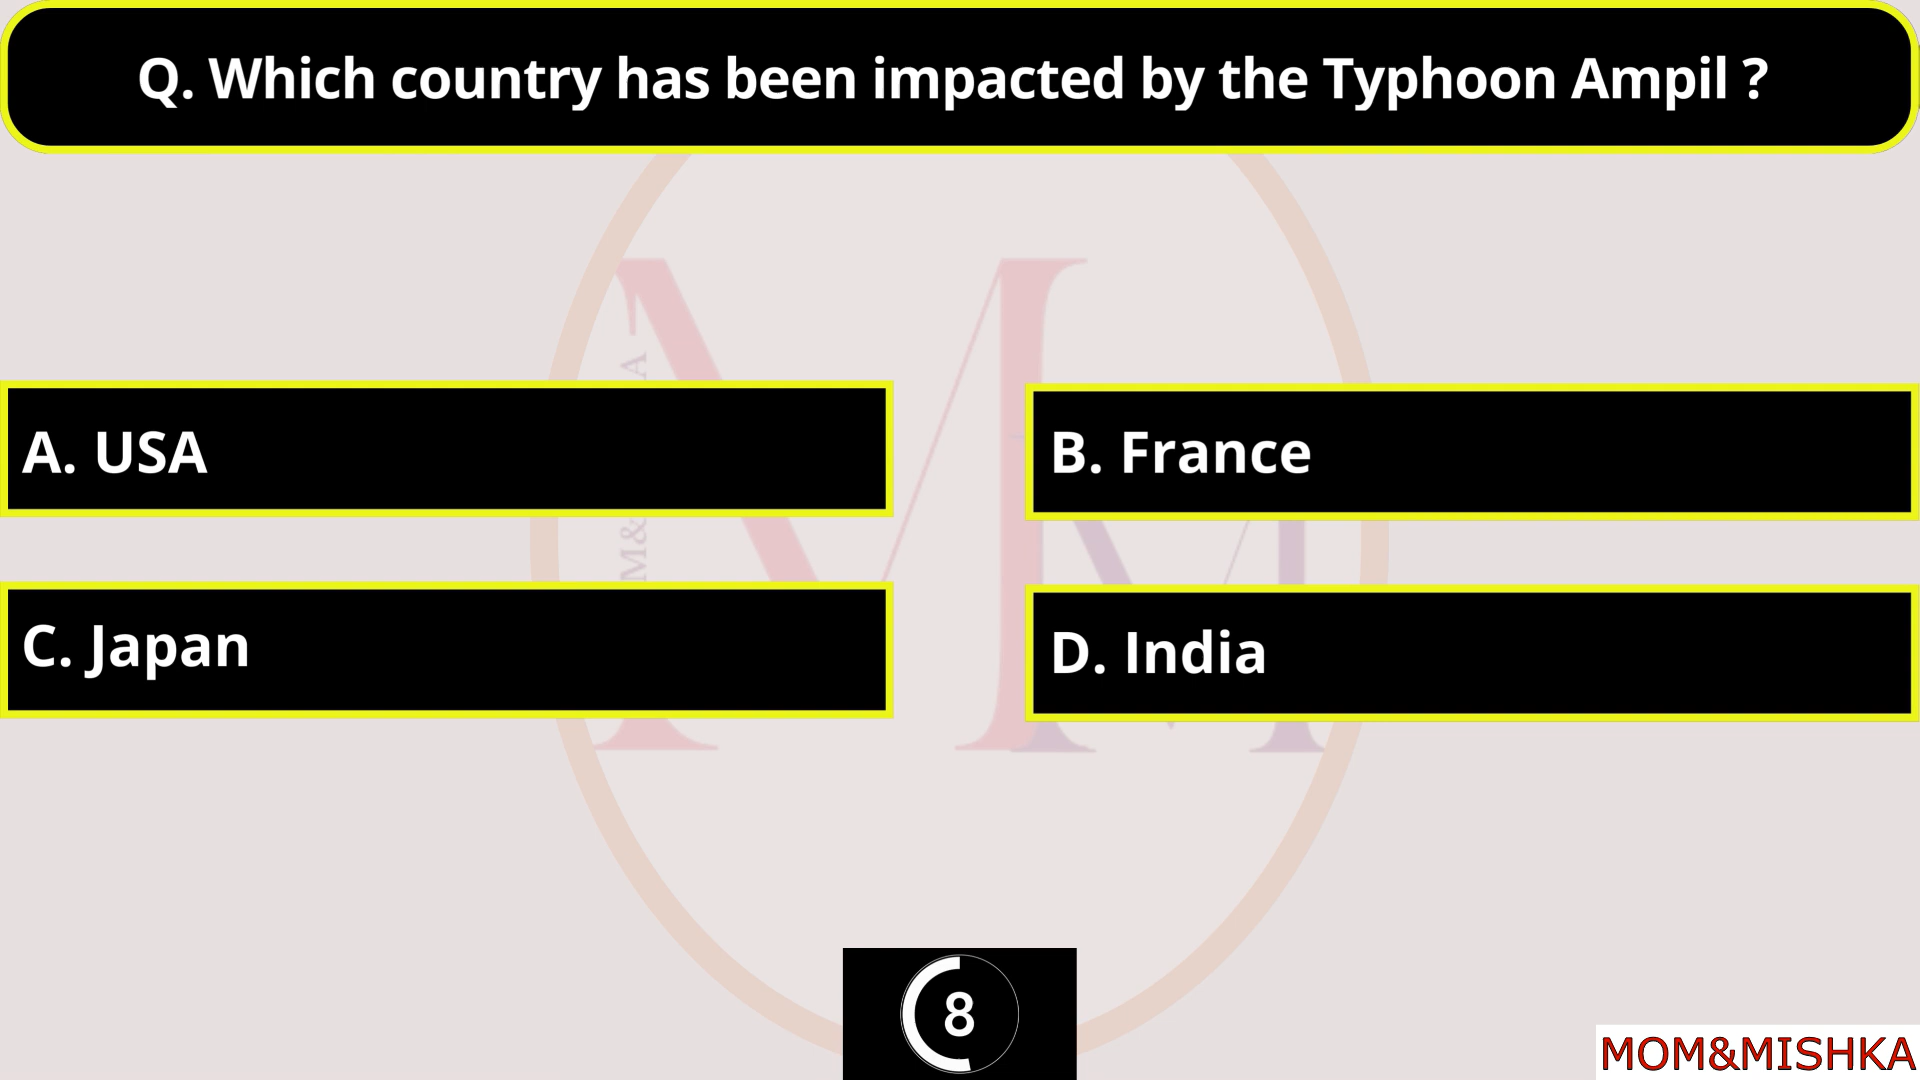 Q. Which country has been impacted by the Typhoon Ampil ?
A. USA
B. France
C. Japan
D. India
8
MOM&MISHKA